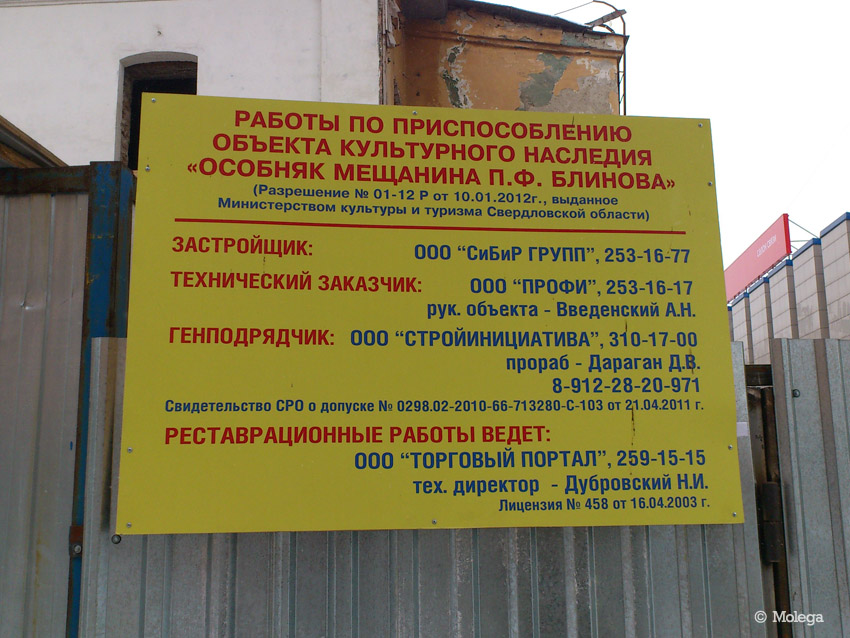 РАБОТЫ ПО ПРИСПОСОБЛЕНИЮ
ОБЪЕКТА КУЛЬТУРНОГО НАСЛЕДИЯ
«ОСОБНЯК МЕЩАНИНА П.Ф. БЛИНОВА»
(Разрешение № 01-12 Р от 10.01.2012г., выданное
Министерством культуры и туризма Свердловской области)
ЗАСТРОЙЩИК: ООО “СиБиР ГРУПП”, 253-16-77
ТЕХНИЧЕСКИЙ ЗАКАЗЧИК: ООО “ПРОФИ”, 253-16-17
рук. объекта - Введенский А.Н.
ГЕНПОДРЯДЧИК: ООО “СТРОЙИНИЦИАТИВА”, 310-17-00
прораб - Дараган Д.В.
8-912-28-20-971
Свидетельство СРО о допуске № 0298.02-2010-66-713280-С-103 от 21.04.2011 г.
РЕСТАВРАЦИОННЫЕ РАБОТЫ ВЕДЕТ:
ООО “ТОРГОВЫЙ ПОРТАЛ”, 259-15-15
тех. директор - Дубровский Н.И.
Лицензия № 458 от 16.04.2003 г.
© Molega